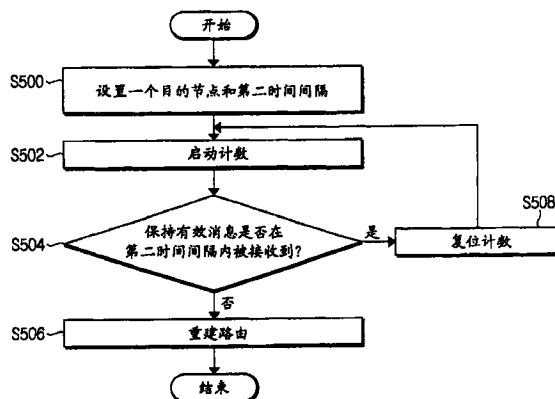 开始
S500
设置一个目的节点和第二时间间隔
S502
启动计数
S504
保持有效消息是否在
第二时间间隔内被接收到?
是
S508
复位计数
否
S506
重建路由
结束